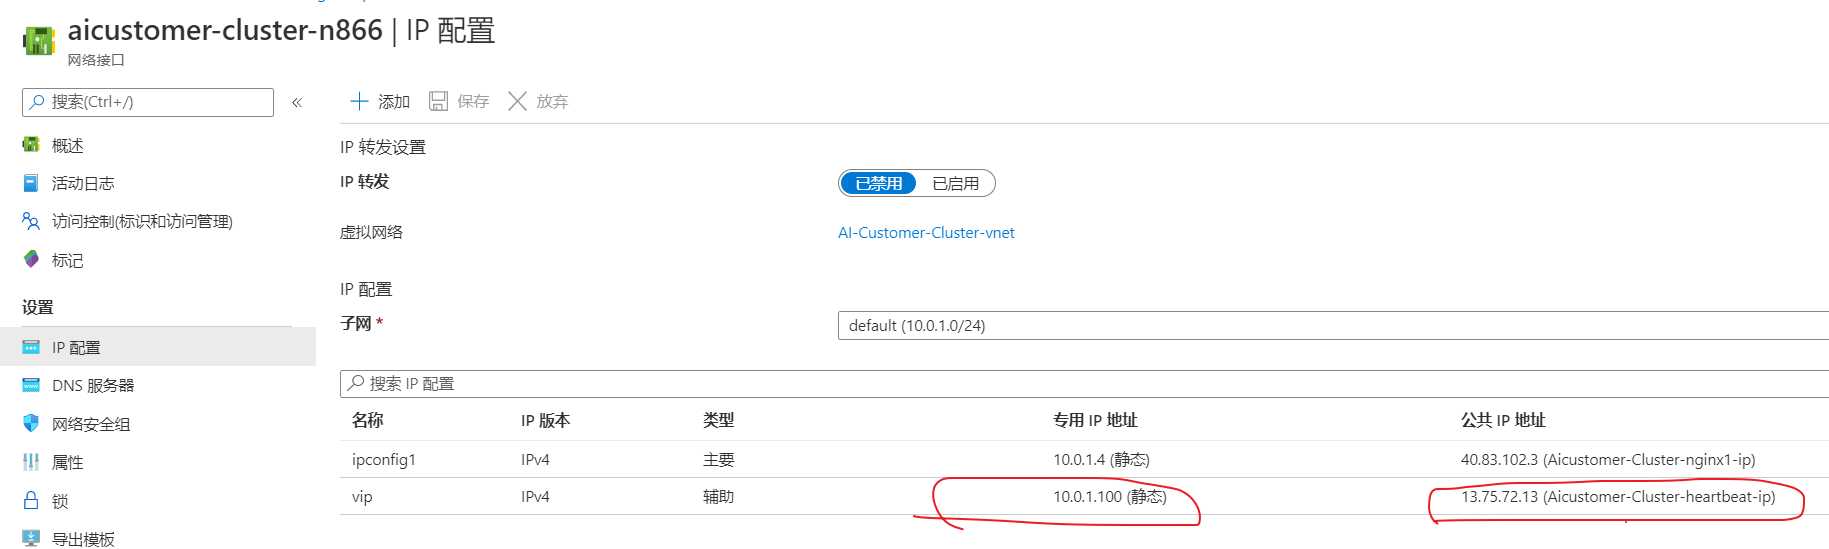 aicustomer-cluster-n866 | IP 配置
网络接口
搜索(Ctrl+/)
«
添加
保存
放弃
概述
活动日志
访问控制(标识和访问管理)
标记
设置
IP 配置
DNS 服务器
网络安全组
属性
锁
导出模板
IP 转发设置
IP 转发
已禁用
已启用
虚拟网络
AI-Customer-Cluster-vnet
IP 配置
子网 *
default (10.0.1.0/24)
搜索 IP 配置
名称 IP 版本 类型 专用 IP 地址 公共 IP 地址
ipconfig1 IPv4 主要 10.0.1.4 (静态) 40.83.102.3 (Aicustomer-Cluster-nginx1-ip)
vip IPv4 辅助 10.0.1.100 (静态) 13.75.72.13 (Aicustomer-Cluster-heartbeat-ip)